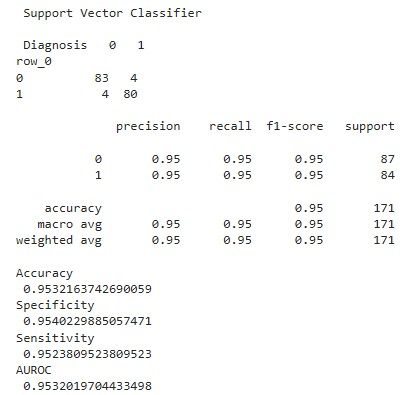 Support Vector Classifier
Diagnosis 0 1
row_0
0 83 4
1 4 80
precision recall f1-score support
0 0.95 0.95 0.95 87
1 0.95 0.95 0.95 84
accuracy 0.95 171
macro avg 0.95 0.95 0.95 171
weighted avg 0.95 0.95 0.95 171
Accuracy
0.9532163742690059
Specificity
0.9540229885057471
Sensitivity
0.9523809523809523
AUROC
0.9532019704433498